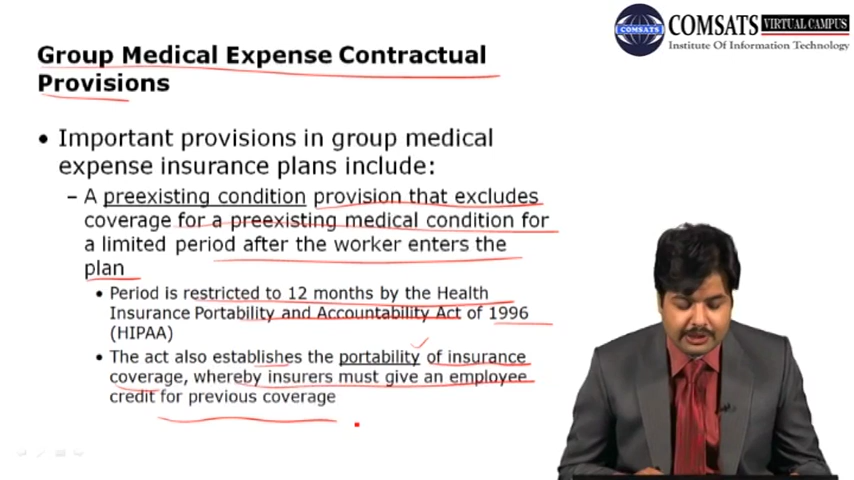 COMSATS VIRTUAL CAMPUS
COMSATS
Institute Of Information Technology
Group Medical Expense Contractual
Provisions
• Important provisions in group medical
expense insurance plans include:
– A preexisting condition provision that excludes
coverage for a preexisting medical condition for
a limited period after the worker enters the
plan
• Period is restricted to 12 months by the Health
Insurance Portability and Accountability Act of 1996
(HIPAA)
• The act also establishes the portability of insurance
coverage, whereby insurers must give an employee
credit for previous coverage